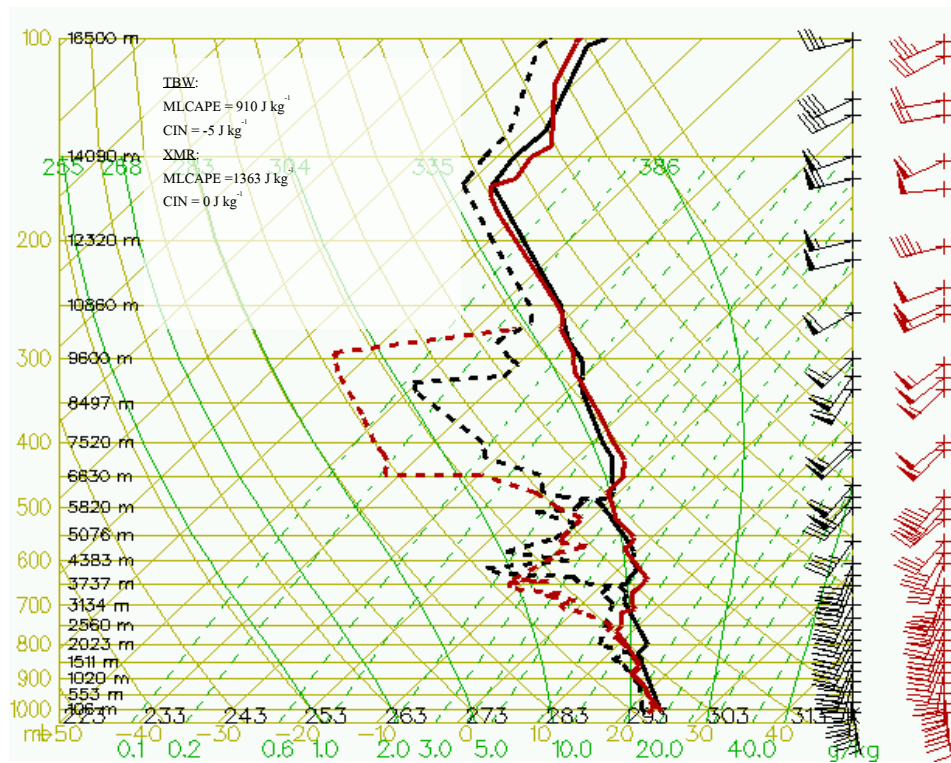 100 16500 m
TBW:
MLCAPE = 910 J kg-1
CIN = -5 J kg-1
XMR:
MLCAPE =1363 J kg-1
CIN = 0 J kg-1
14090 m
255 268 304 335 386
200 12320 m
10860 m
300 9600 m
8497 m
400 7520 m
6630 m
500 5820 m
5076 m
600 4383 m
3737 m
700 3134 m
2560 m
800 2023 m
1511 m
900 1020 m
553 m
1000 106 m
223 233 243 253 263 273 283 293 303 313
mb -50 -40 -30 -20 -10 0 10 20 30 40 g/kg
0.1 0.2 0.6 1.0 2.0 3.0 5.0 10.0 20.0 40.0